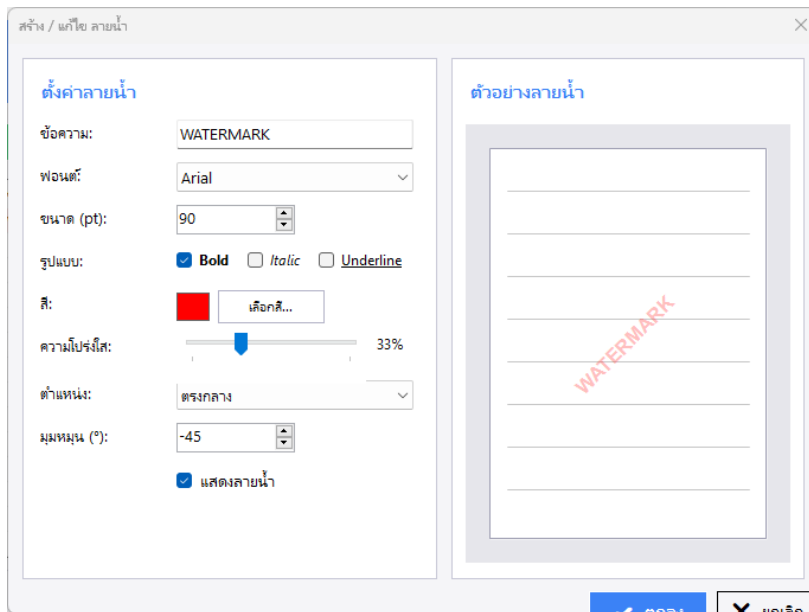 สร้าง / แก้ไข ลายน้ำ
ตั้งค่าลายน้ำ
ข้อความ: WATERMARK
ฟอนต์: Arial
ขนาด (pt): 90
รูปแบบ: Bold Italic Underline
สี: เลือกสี...
ความโปร่งใส: 33%
ตำแหน่ง: ตรงกลาง
มุมหมุน (°): -45
แสดงลายน้ำ
ตัวอย่างลายน้ำ
WATERMARK